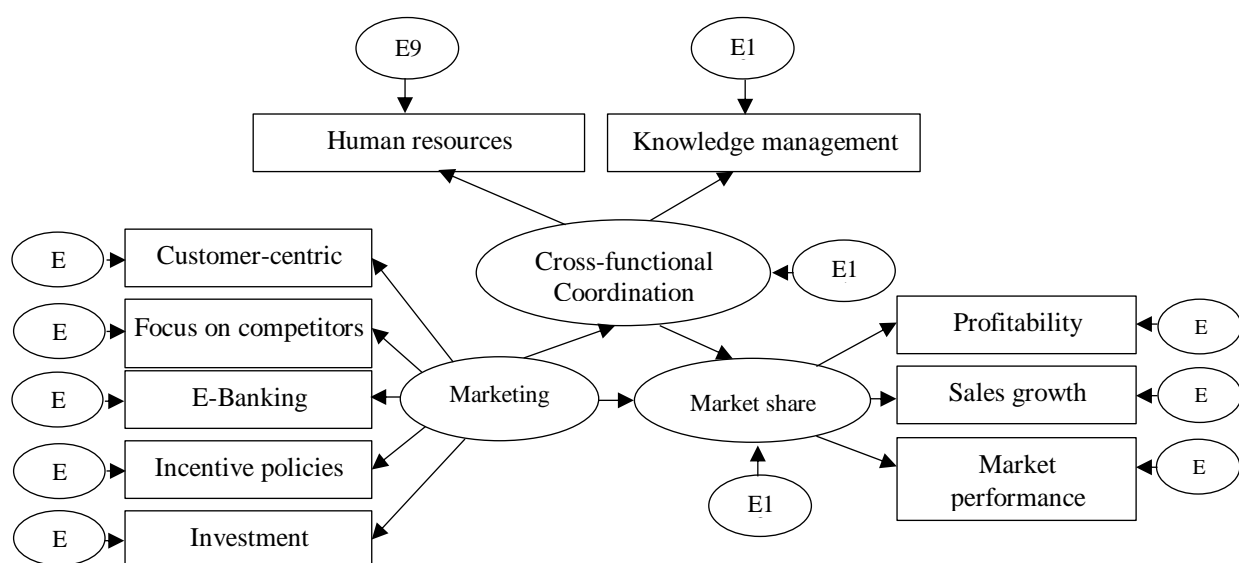 E9
E1
Human resources
Knowledge management
Cross-functional
Coordination
E1
E
Customer-centric
E
Focus on competitors
E
E-Banking
E
Incentive policies
E
Investment
Marketing
Market share
E1
Profitability
E
Sales growth
E
Market
performance
E